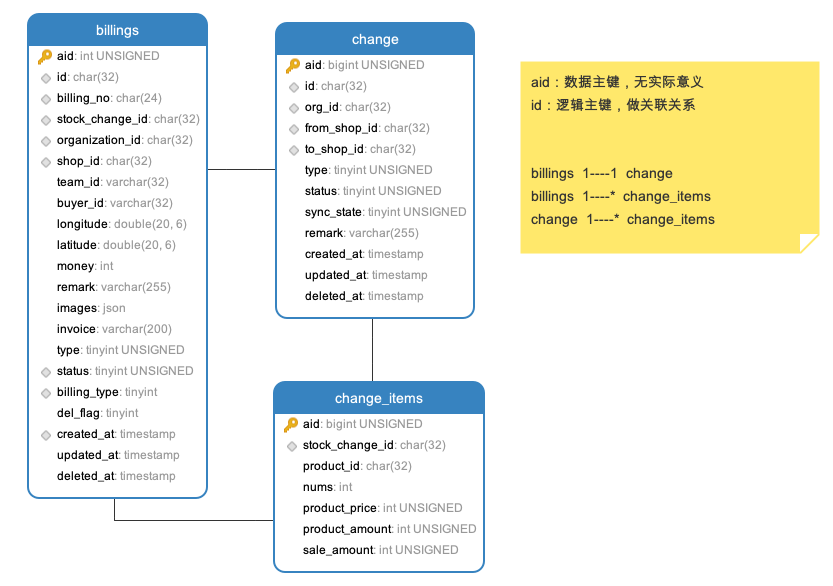 billings
aid: int UNSIGNED
id: char(32)
billing_no: char(24)
stock_change_id: char(32)
organization_id: char(32)
shop_id: char(32)
team_id: varchar(32)
buyer_id: varchar(32)
longitude: double(20, 6)
latitude: double(20, 6)
money: int
remark: varchar(255)
images: json
invoice: varchar(200)
type: tinyint UNSIGNED
status: tinyint UNSIGNED
billing_type: tinyint
del_flag: tinyint
created_at: timestamp
updated_at: timestamp
deleted_at: timestamp
change
aid: bigint UNSIGNED
id: char(32)
org_id: char(32)
from_shop_id: char(32)
to_shop_id: char(32)
type: tinyint UNSIGNED
status: tinyint UNSIGNED
sync_state: tinyint UNSIGNED
remark: varchar(255)
created_at: timestamp
updated_at: timestamp
deleted_at: timestamp
change_items
aid: bigint UNSIGNED
stock_change_id: char(32)
product_id: char(32)
nums: int
product_price: int UNSIGNED
product_amount: int UNSIGNED
sale_amount: int UNSIGNED
aid：数据主键，无实际意义
id：逻辑主键，做关联关系
billings 1----1 change
billings 1----* change_items
change 1----* change_items